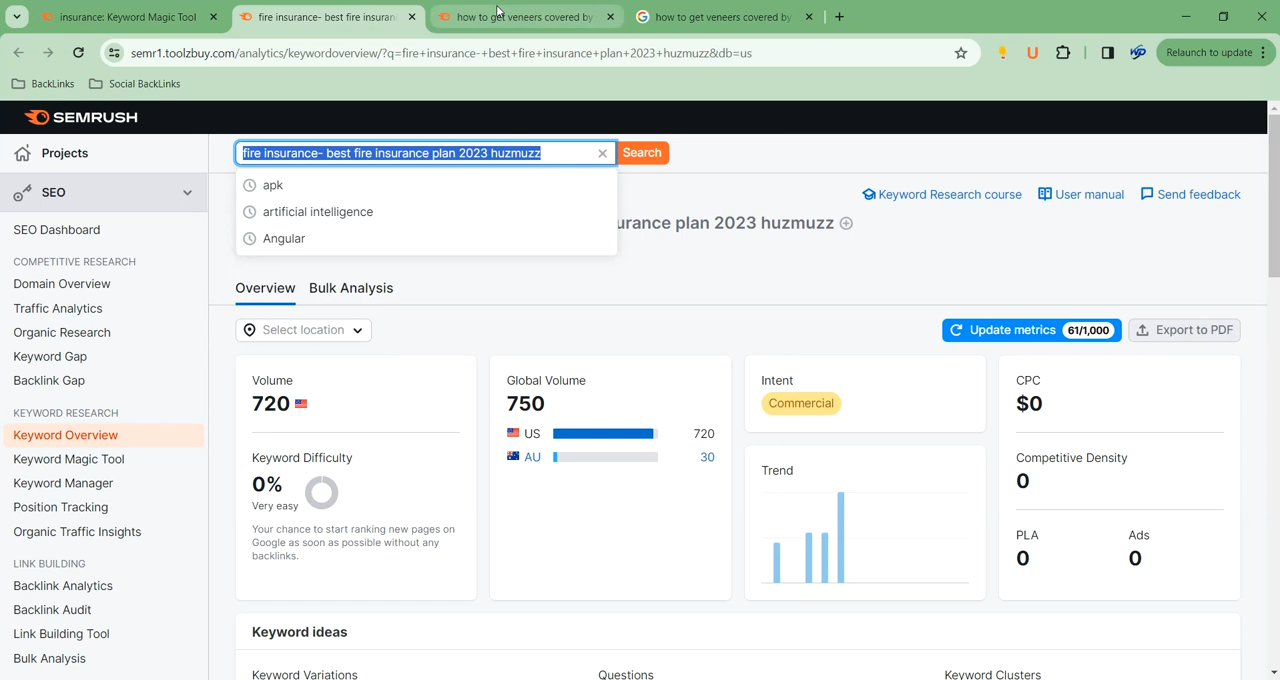 insurance: Keyword Magic Tool
fire insurance- best fire insuran
how to get veneers covered by
how to get veneers covered by
semr1.toolzbuy.com/analytics/keywordoverview/?q=fire+insurance-+best+fire+insurance+plan+2023+huzmuzz&db=us
Relaunch to update
BackLinks
Social BackLinks
SEMRUSH
Projects
fire insurance- best fire insurance plan 2023 huzmuzz
Search
SEO
apk
artificial intelligence
Angular
Keyword Research course
User manual
Send feedback
urance plan 2023 huzmuzz
SEO Dashboard
COMPETITIVE RESEARCH
Domain Overview
Traffic Analytics
Organic Research
Keyword Gap
Backlink Gap
KEYWORD RESEARCH
Keyword Overview
Keyword Magic Tool
Keyword Manager
Position Tracking
Organic Traffic Insights
LINK BUILDING
Backlink Analytics
Backlink Audit
Link Building Tool
Bulk Analysis
Overview
Bulk Analysis
Select location
Update metrics 61/1,000
Export to PDF
Volume
720
Keyword Difficulty
0%
Very easy
Your chance to start ranking new pages on
Google as soon as possible without any
backlinks.
Global Volume
750
US 720
AU 30
Intent
Commercial
Trend
CPC
$0
Competitive Density
0
PLA
0
Ads
0
Keyword ideas
Keyword Variations
Questions
Keyword Clusters